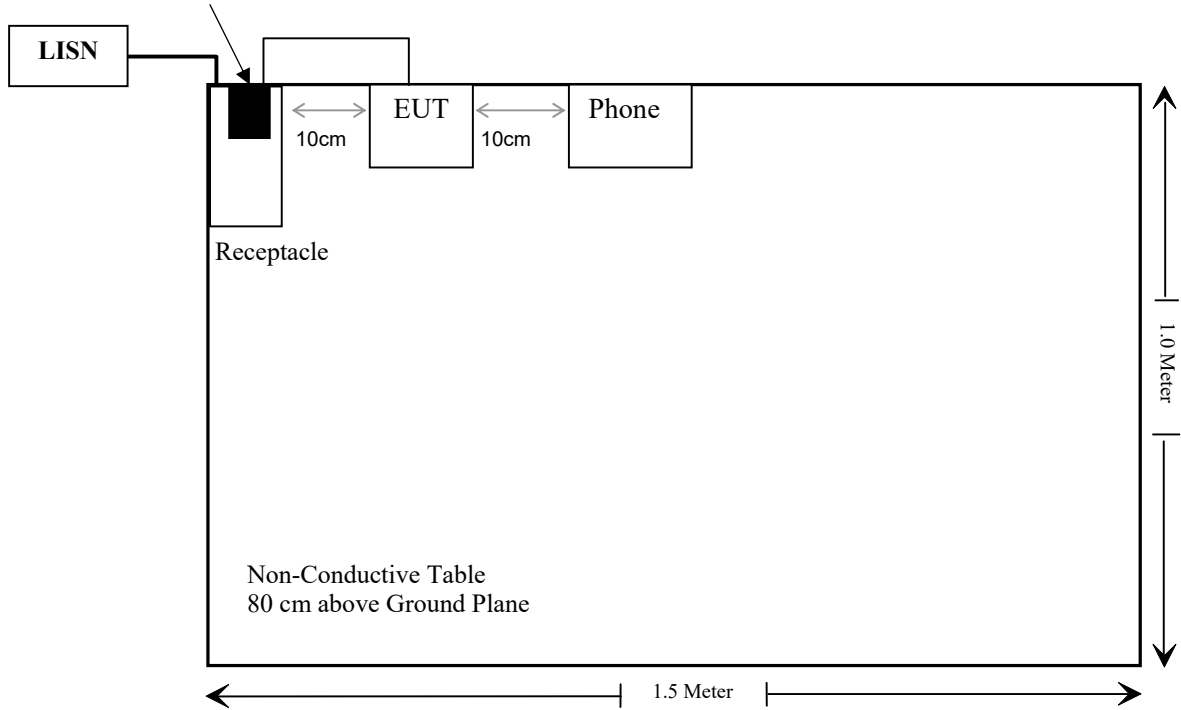 LISN
EUT
Phone
10cm
10cm
Receptacle
1.0 Meter
Non-Conductive Table
80 cm above Ground Plane
1.5 Meter